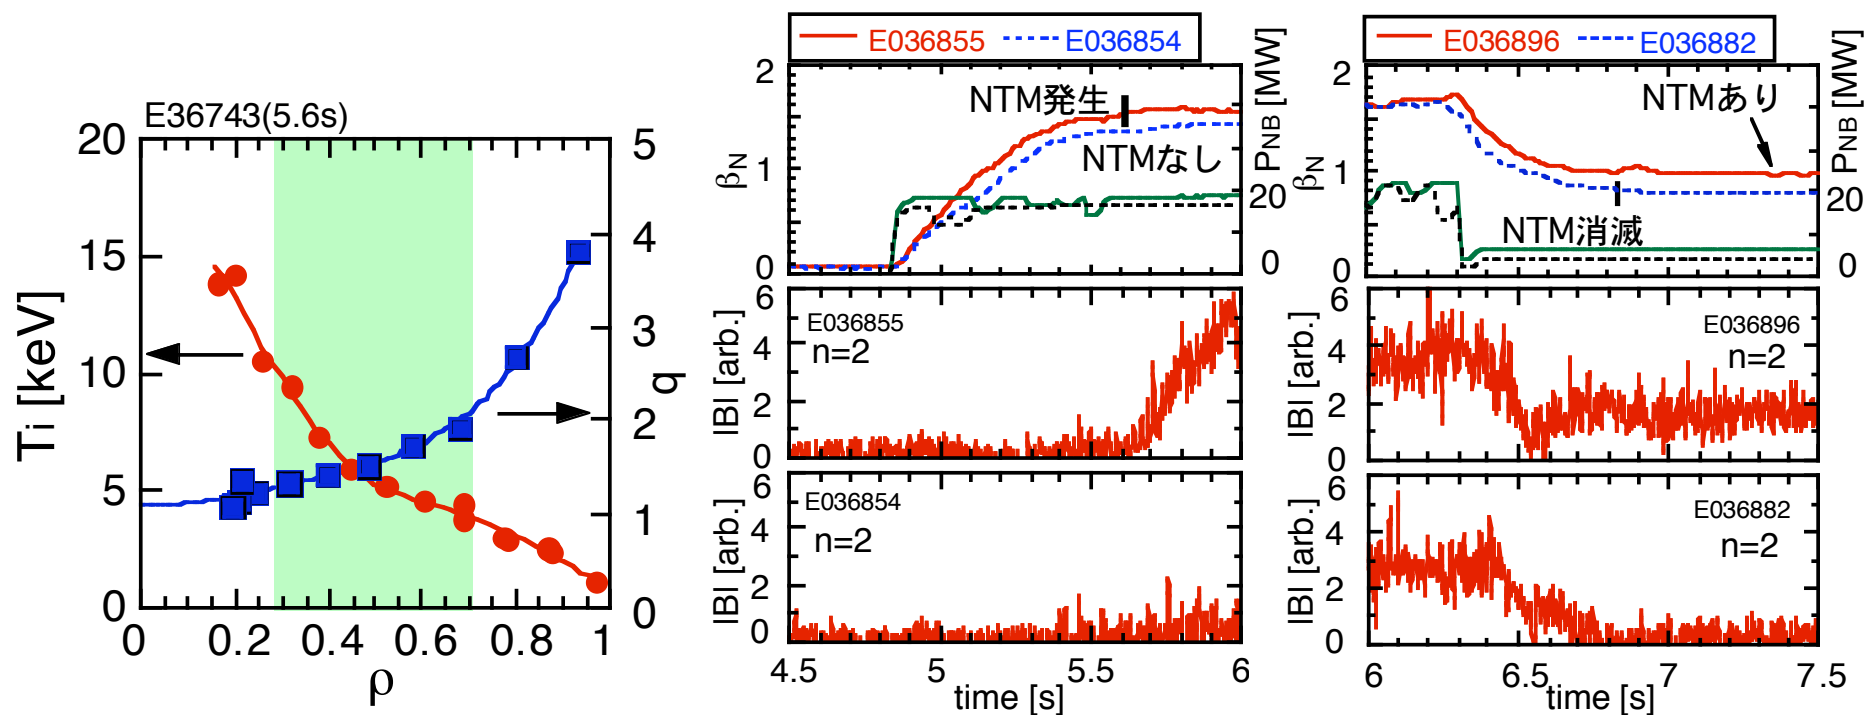 E36743(5.6s)
20
15
10
5
0
Ti [keV]
5
4
3
2
1
0
q
0
0.2
0.4
0.6
0.8
1
ρ
E036855
E036854
2
1
0
βN
NTM発生
NTMなし
PNB [MW]
20
0
6
4
2
0
IBI [arb.]
E036855
n=2
6
4
2
0
IBI [arb.]
E036854
n=2
4.5
5
5.5
6
time [s]
E036896
E036882
2
1
0
βN
NTMあり
NTM消滅
PNB [MW]
20
0
6
4
2
0
IBI [arb.]
E036896
n=2
6
4
2
0
IBI [arb.]
E036882
n=2
6
6.5
7
7.5
time [s]